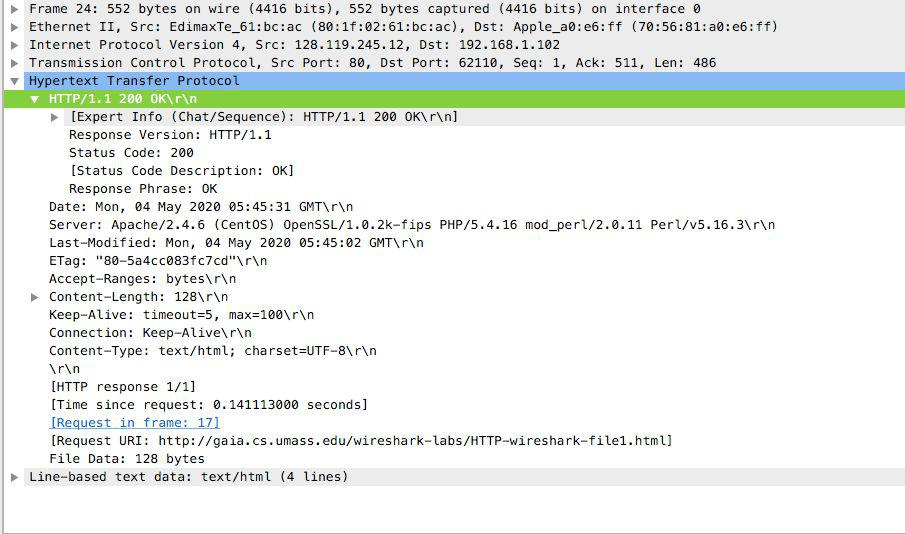 Frame 24: 552 bytes on wire (4416 bits), 552 bytes captured (4416 bits) on interface 0
Ethernet II, Src: EdimaxTe_61:bc:ac (80:1f:02:61:bc:ac), Dst: Apple_a0:e6:ff (70:56:81:a0:e6:ff)
Internet Protocol Version 4, Src: 128.119.245.12, Dst: 192.168.1.102
Transmission Control Protocol, Src Port: 80, Dst Port: 62110, Seq: 1, Ack: 511, Len: 486
Hypertext Transfer Protocol
HTTP/1.1 200 OK\r\n
[Expert Info (Chat/Sequence): HTTP/1.1 200 OK\r\n]
Response Version: HTTP/1.1
Status Code: 200
[Status Code Description: OK]
Response Phrase: OK
Date: Mon, 04 May 2020 05:45:31 GMT\r\n
Server: Apache/2.4.6 (CentOS) OpenSSL/1.0.2k-fips PHP/5.4.16 mod_perl/2.0.11 Perl/v5.16.3\r\n
Last-Modified: Mon, 04 May 2020 05:45:02 GMT\r\n
ETag: "80-5a4cc083fc7cd"\r\n
Accept-Ranges: bytes\r\n
Content-Length: 128\r\n
Keep-Alive: timeout=5, max=100\r\n
Connection: Keep-Alive\r\n
Content-Type: text/html; charset=UTF-8\r\n
\r\n
[HTTP response 1/1]
[Time since request: 0.141113000 seconds]
[Request in frame: 17]
[Request URI: http://gaia.cs.umass.edu/wireshark-labs/HTTP-wireshark-file1.html]
File Data: 128 bytes
Line-based text data: text/html (4 lines)